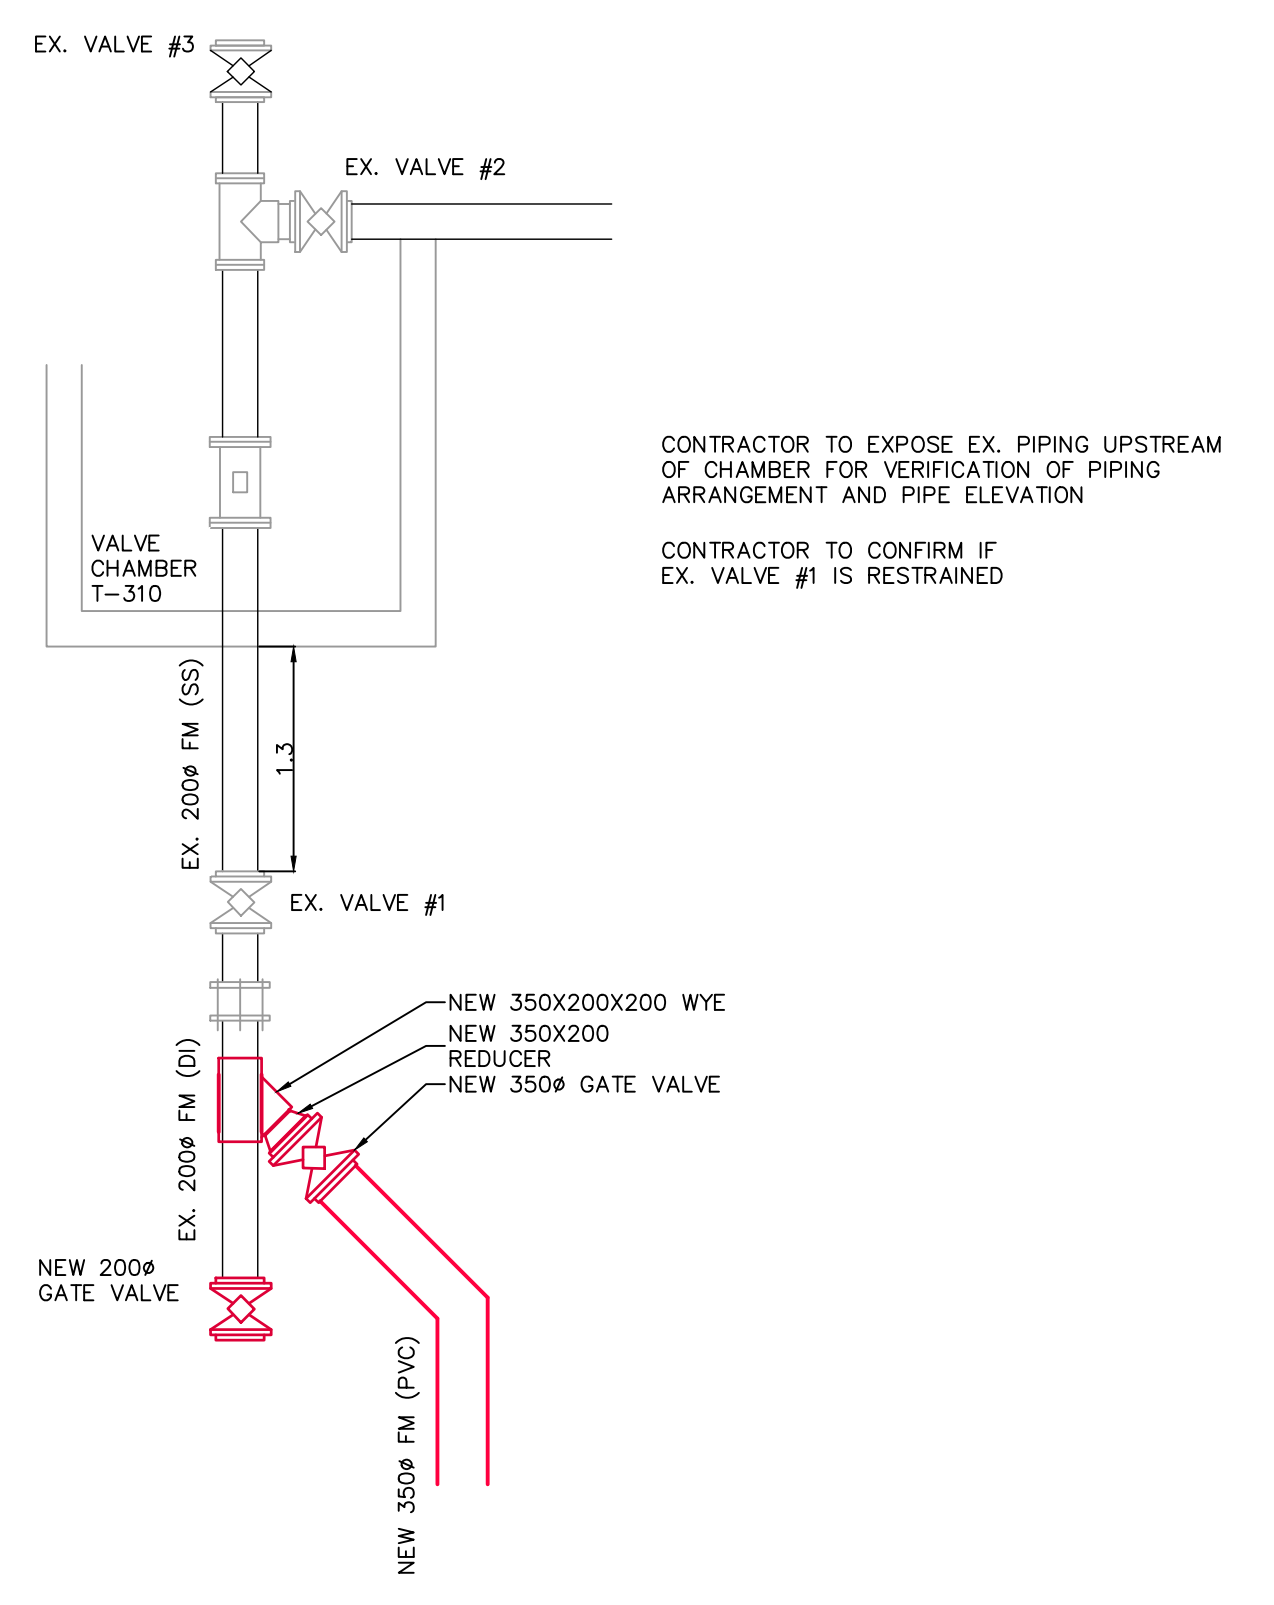 EX. VALVE #3
EX. VALVE #2
CONTRACTOR TO EXPOSE EX. PIPING UPSTREAM
OF CHAMBER FOR VERIFICATION OF PIPING
ARRANGEMENT AND PIPE ELEVATION
CONTRACTOR TO CONFIRM IF
EX. VALVE #1 IS RESTRAINED
VALVE
CHAMBER
T-310
EX. 200ø FM (SS)
1.3
EX. VALVE #1
NEW 350X200X200 WYE
NEW 350X200
REDUCER
NEW 350ø GATE VALVE
EX. 200ø FM (DI)
NEW 200ø
GATE VALVE
NEW 350ø FM (PVC)